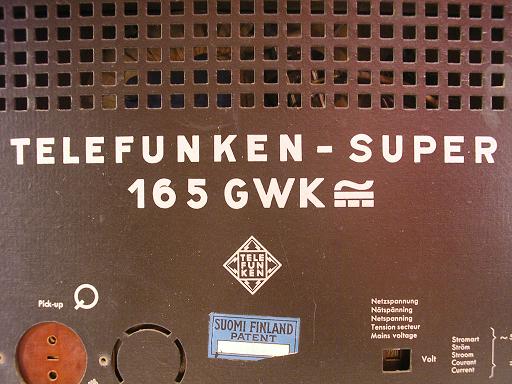 TELEFUNKEN - SUPER
165 GWK
TELE
FUN
KEN
Pick-up
SUOMI FINLAND
PATENT
Netzspannung
Nätspänning
Netspanning
Tension secteur
Mains voltage
Volt
Stromart
Ström
Stroom
Courant
Current